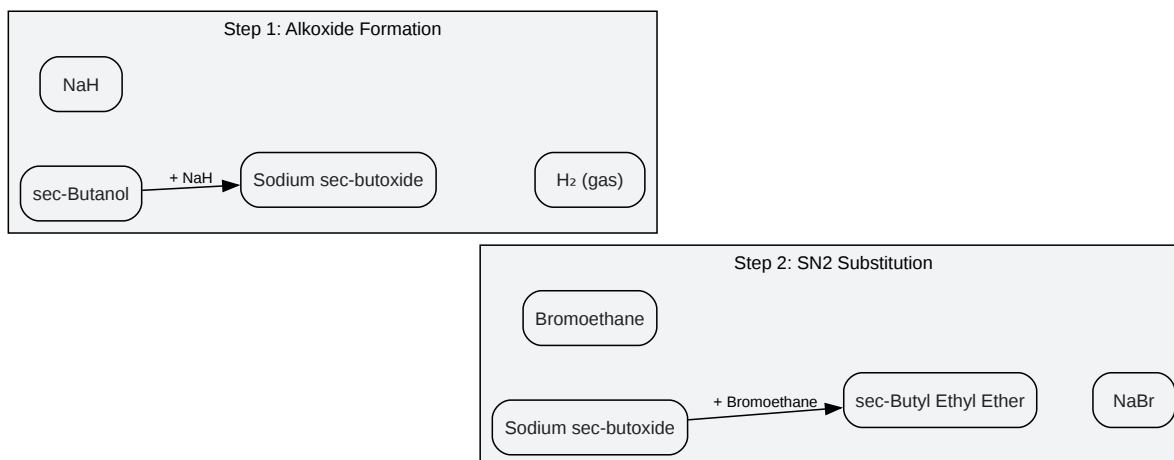 Step 1: Alkoxide Formation
NaH
sec-Butanol
+ NaH
Sodium sec-butoxide
H₂ (gas)
Step 2: SN2 Substitution
Bromoethane
Sodium sec-butoxide
+ Bromoethane
sec-Butyl Ethyl Ether
NaBr